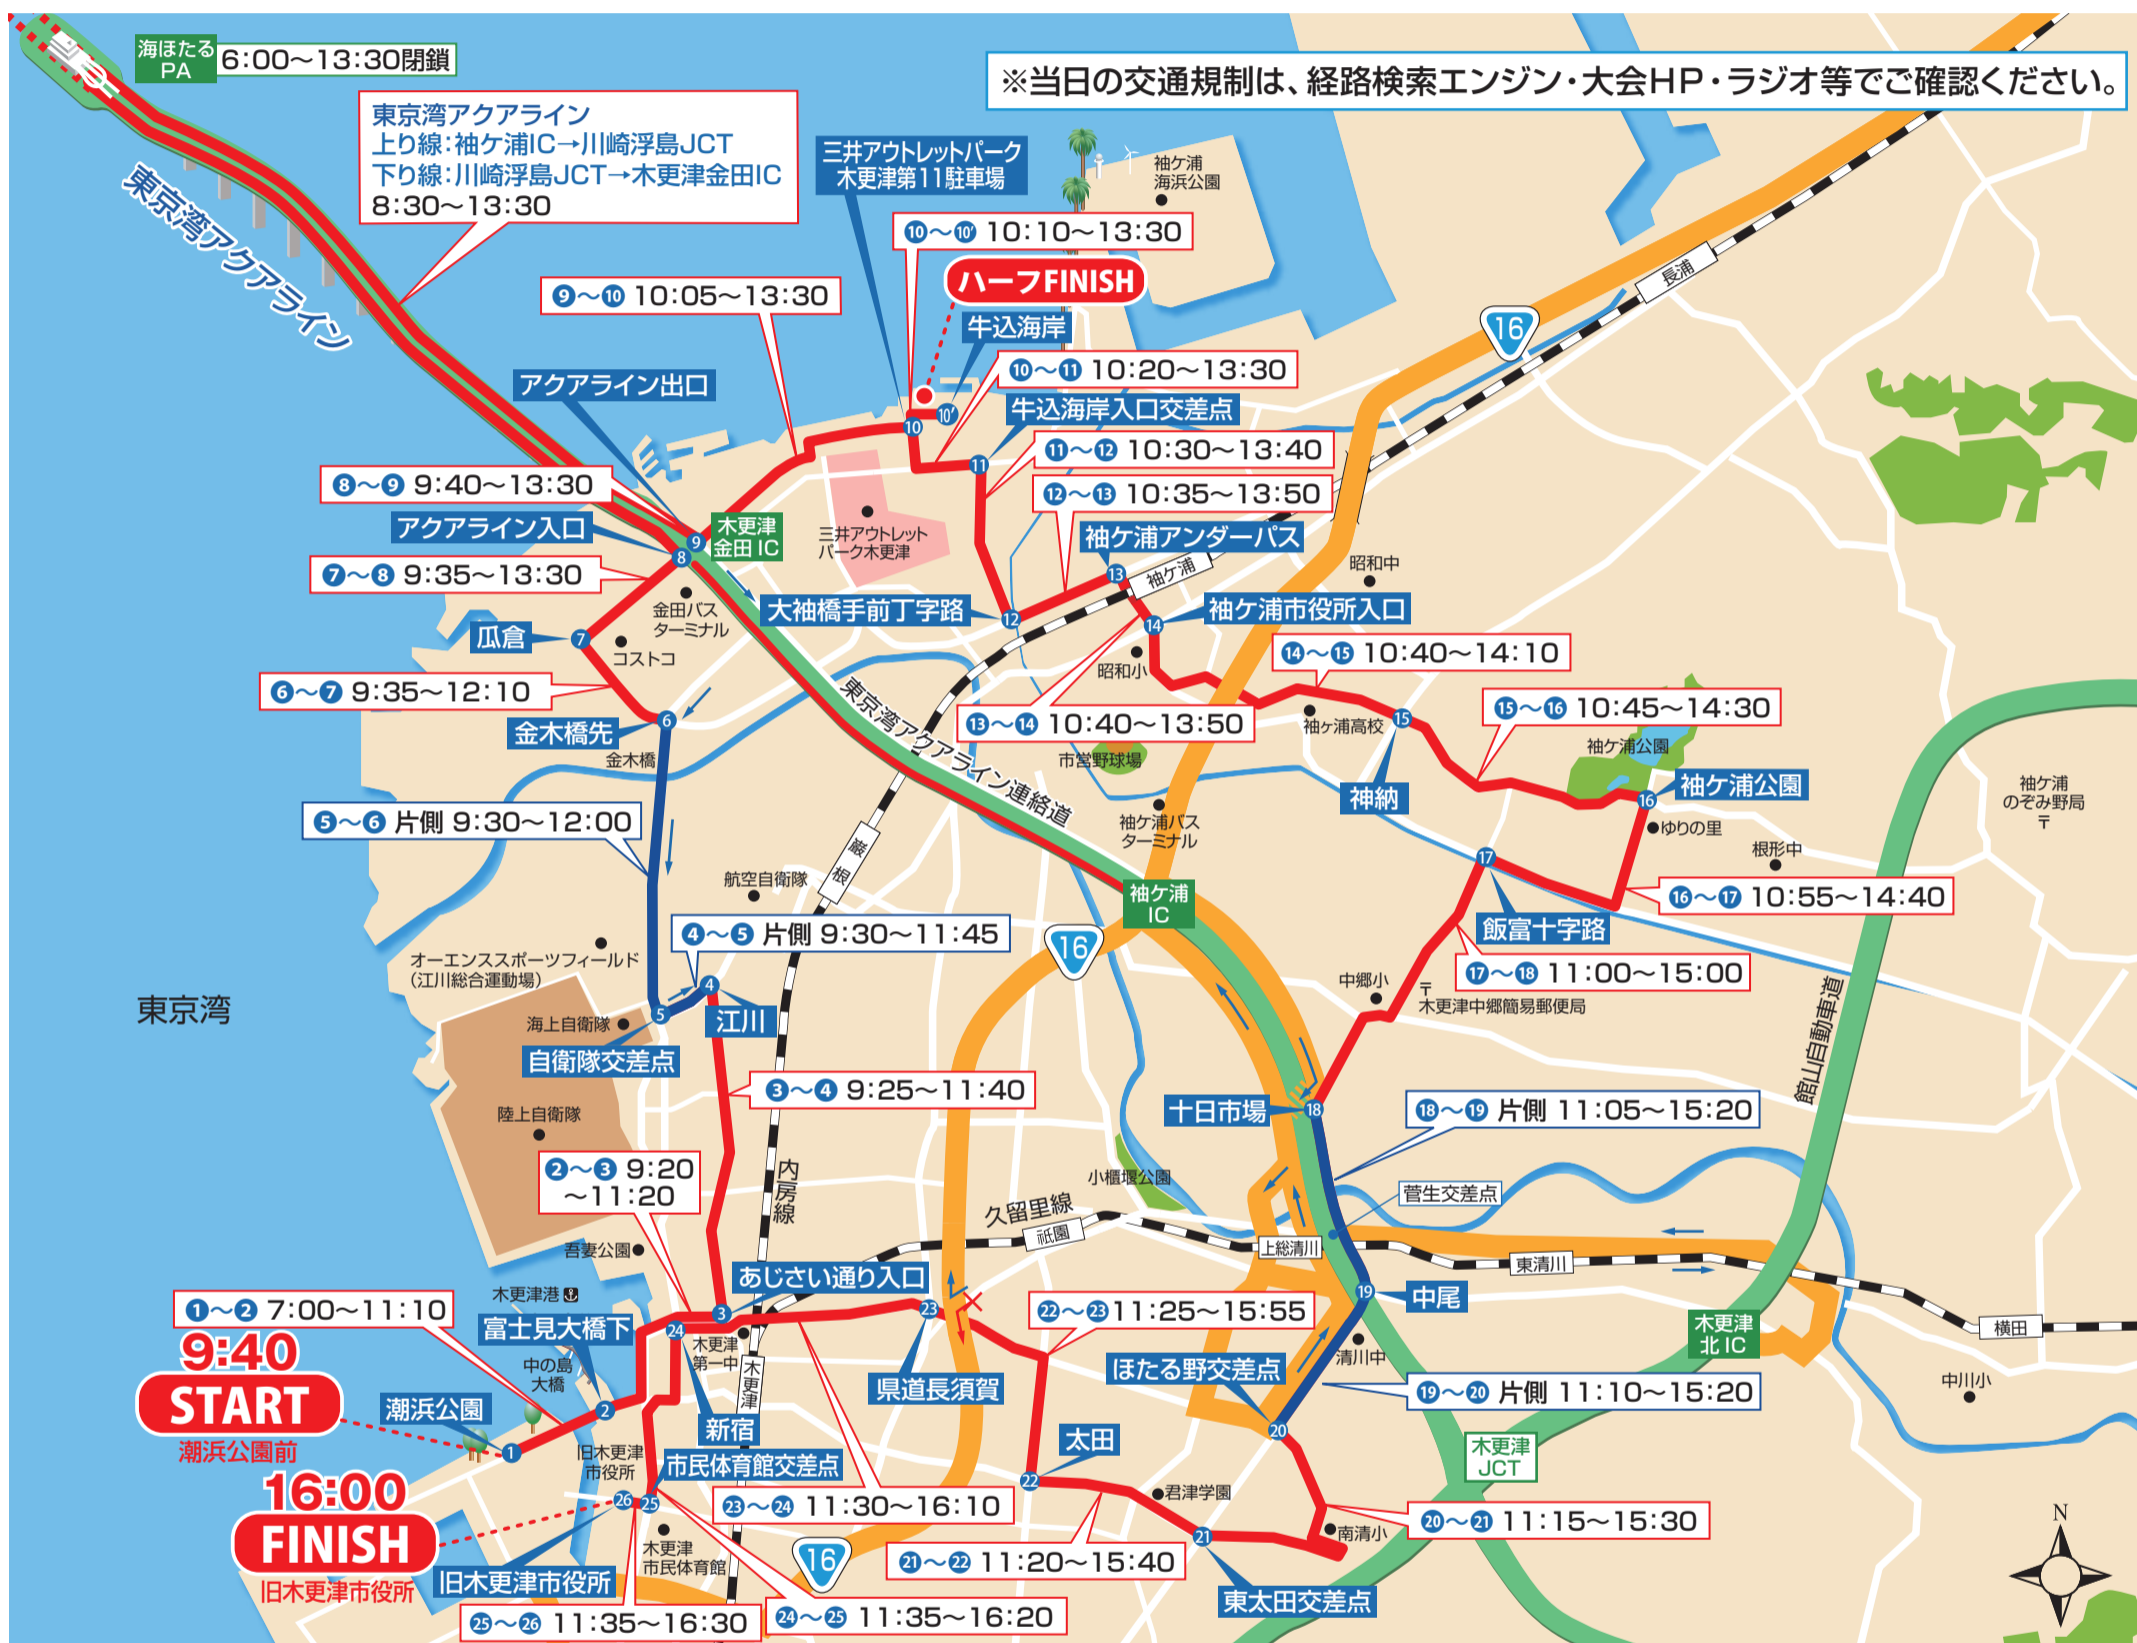 海ほたる
PA
6:00〜13:30閉鎖
※当日の交通規制は、経路検索エンジン・大会HP・ラジオ等でご確認ください。
東京湾アクアライン
上り線:袖ケ浦IC→川崎浮島JCT
下り線:川崎浮島JCT→木更津金田IC
8:30〜13:30
東京湾アクアライン
三井アウトレットパーク
木更津第11駐車場
袖ケ浦
海浜公園
⑩〜⑩' 10:10〜13:30
ハーフFINISH
⑨〜⑩ 10:05〜13:30
牛込海岸
長浦
16
⑩〜⑪ 10:20〜13:30
アクアライン出口
10'
10
牛込海岸入口交差点
11
⑪〜⑫ 10:30〜13:40
⑧〜⑨ 9:40〜13:30
⑫〜⑬ 10:35〜13:50
アクアライン入口
木更津
金田 IC
9
8
三井アウトレット
パーク木更津
袖ケ浦アンダーパス
⑦〜⑧ 9:35〜13:30
13
袖ケ浦
昭和中
金田バス
ターミナル
大袖橋手前丁字路
12
14
袖ケ浦市役所入口
瓜倉
7
コストコ
昭和小
⑭〜⑮ 10:40〜14:10
⑥〜⑦ 9:35〜12:10
東京湾アクアライン連絡道
⑬〜⑭ 10:40〜13:50
袖ヶ浦高校
15
⑮〜⑯ 10:45〜14:30
金木橋先
6
金木橋
市営野球場
袖ケ浦公園
神納
16
袖ケ浦公園
袖ケ浦
のぞみ野局
〒
⑤〜⑥ 片側 9:30〜12:00
袖ケ浦バス
ターミナル
ゆりの里
根形中
巌根
17
航空自衛隊
袖ケ浦
IC
⑯〜⑰ 10:55〜14:40
④〜⑤ 片側 9:30〜11:45
16
飯富十字路
オーエンススポーツフィールド
(江川総合運動場)
⑰〜⑱ 11:00〜15:00
中郷小
〒
木更津中郷簡易郵便局
4
東京湾
海上自衛隊
5
江川
館山自動車道
自衛隊交差点
③〜④ 9:25〜11:40
十日市場
18
⑱〜⑲ 片側 11:05〜15:20
陸上自衛隊
②〜③ 9:20
〜11:20
内房線
小櫃堰公園
菅生交差点
久留里線
祇園
吾妻公園
上総清川
東清川
あじさい通り入口
木更津港
①〜② 7:00〜11:10
3
23
㉒〜㉓11:25〜15:55
19
中尾
富士見大橋下
24
木更津
第一中
横田
木更津
北 IC
9:40
START
潮浜公園前
中の島
大橋
木更津
清川中
ほたる野交差点
県道長須賀
⑲〜⑳ 片側 11:10〜15:20
中川小
潮浜公園
2
新宿
太田
20
1
旧木更津
市役所
市民体育館交差点
木更津
JCT
16:00
FINISH
旧木更津市役所
26
25
㉓〜㉔ 11:30〜16:10
22
君津学園
⑳〜㉑ 11:15〜15:30
南清小
N
木更津
市民体育館
16
㉑〜㉒ 11:20〜15:40
21
旧木更津市役所
東太田交差点
㉕〜㉖ 11:35〜16:30
㉔〜㉕ 11:35〜16:20